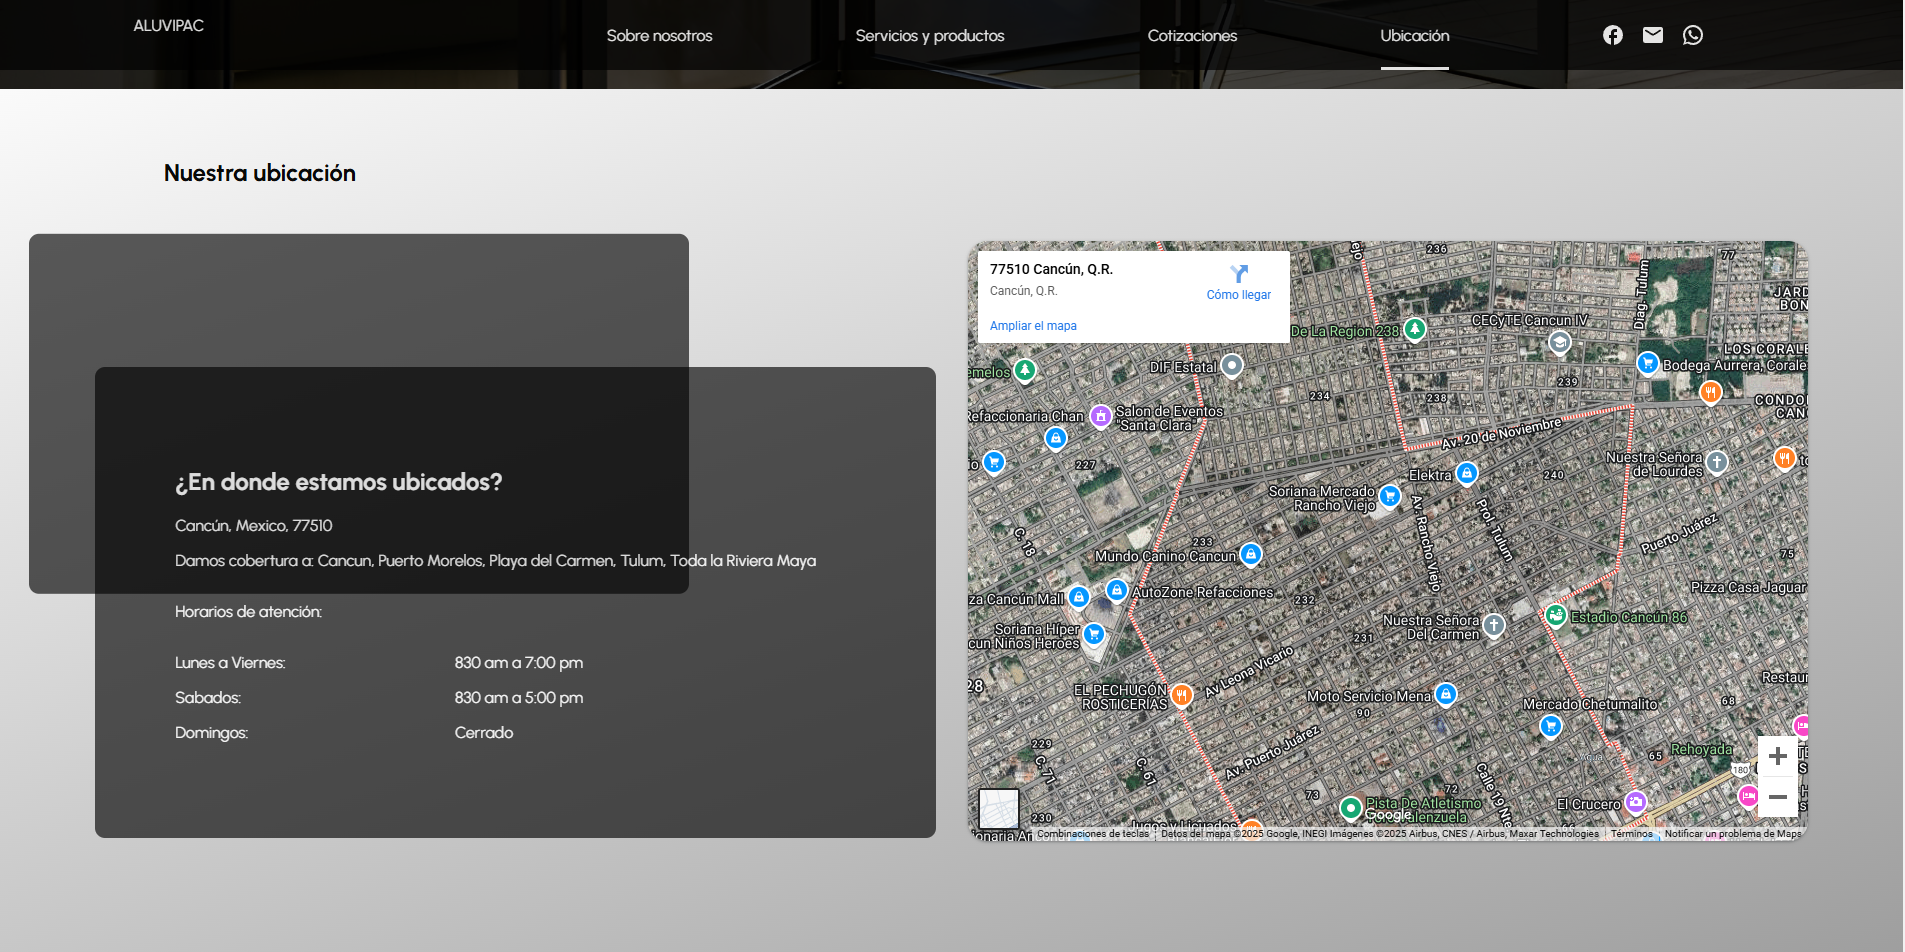 ALUVIPAC
Sobre nosotros
Servicios y productos
Cotizaciones
Ubicación
Nuestra ubicación
¿En donde estamos ubicados?
Cancún, Mexico, 77510
Damos cobertura a: Cancun, Puerto Morelos, Playa del Carmen, Tulum, Toda la Riviera Maya
Horarios de atención:
Lunes a Viernes: 830 am a 7:00 pm
Sabados: 830 am a 5:00 pm
Domingos: Cerrado
77510 Cancún, Q.R.
Cancún, Q.R.
Cómo llegar
Ampliar el mapa
236
77
Diag. Tulum
JARD
BON
De La Region 238
CECyTE Cancun IV
LOS CORALE
Bodega Aurrera, Corale
emelos
DIF Estatal
239
234
238
CONDO
CANC
Refaccionaria Chan
Salon de Eventos
"Santa Clara"
Av. 20 de Noviembre
io
227
Elektra
240
Nuestra Señora
de Lourdes
to
Soriana Mercado
Rancho Viejo
Av. Rancho Viejo
Prol. Tulum
C. 18
233
Mundo Canino Cancun
Puerto Juárez
75
Pizza Casa Jaguar
za Cancún Mall
AutoZone Refacciones
232
Nuestra Señora
Del Carmen
Estadio Cancún 86
Soriana Híper
cun Niños Heroes
231
Av Leona Vicario
28
EL PECHUGÓN
ROSTICERIAS
Moto Servicio Mena
90
Mercado Chetumalito
Restaur
68
229
C. 71
C. 61
Av. Puerto Juárez
65
Rehoyada
180
Calle 19 Nte
73
72
Pista De Atletismo
El Crucero
230
Jugos y Licuados
Google
Combinaciones de teclas
Datos del mapa ©2025 Google, INEGI Imágenes ©2025 Airbus, CNES / Airbus, Maxar Technologies
Términos
Notificar un problema de Maps